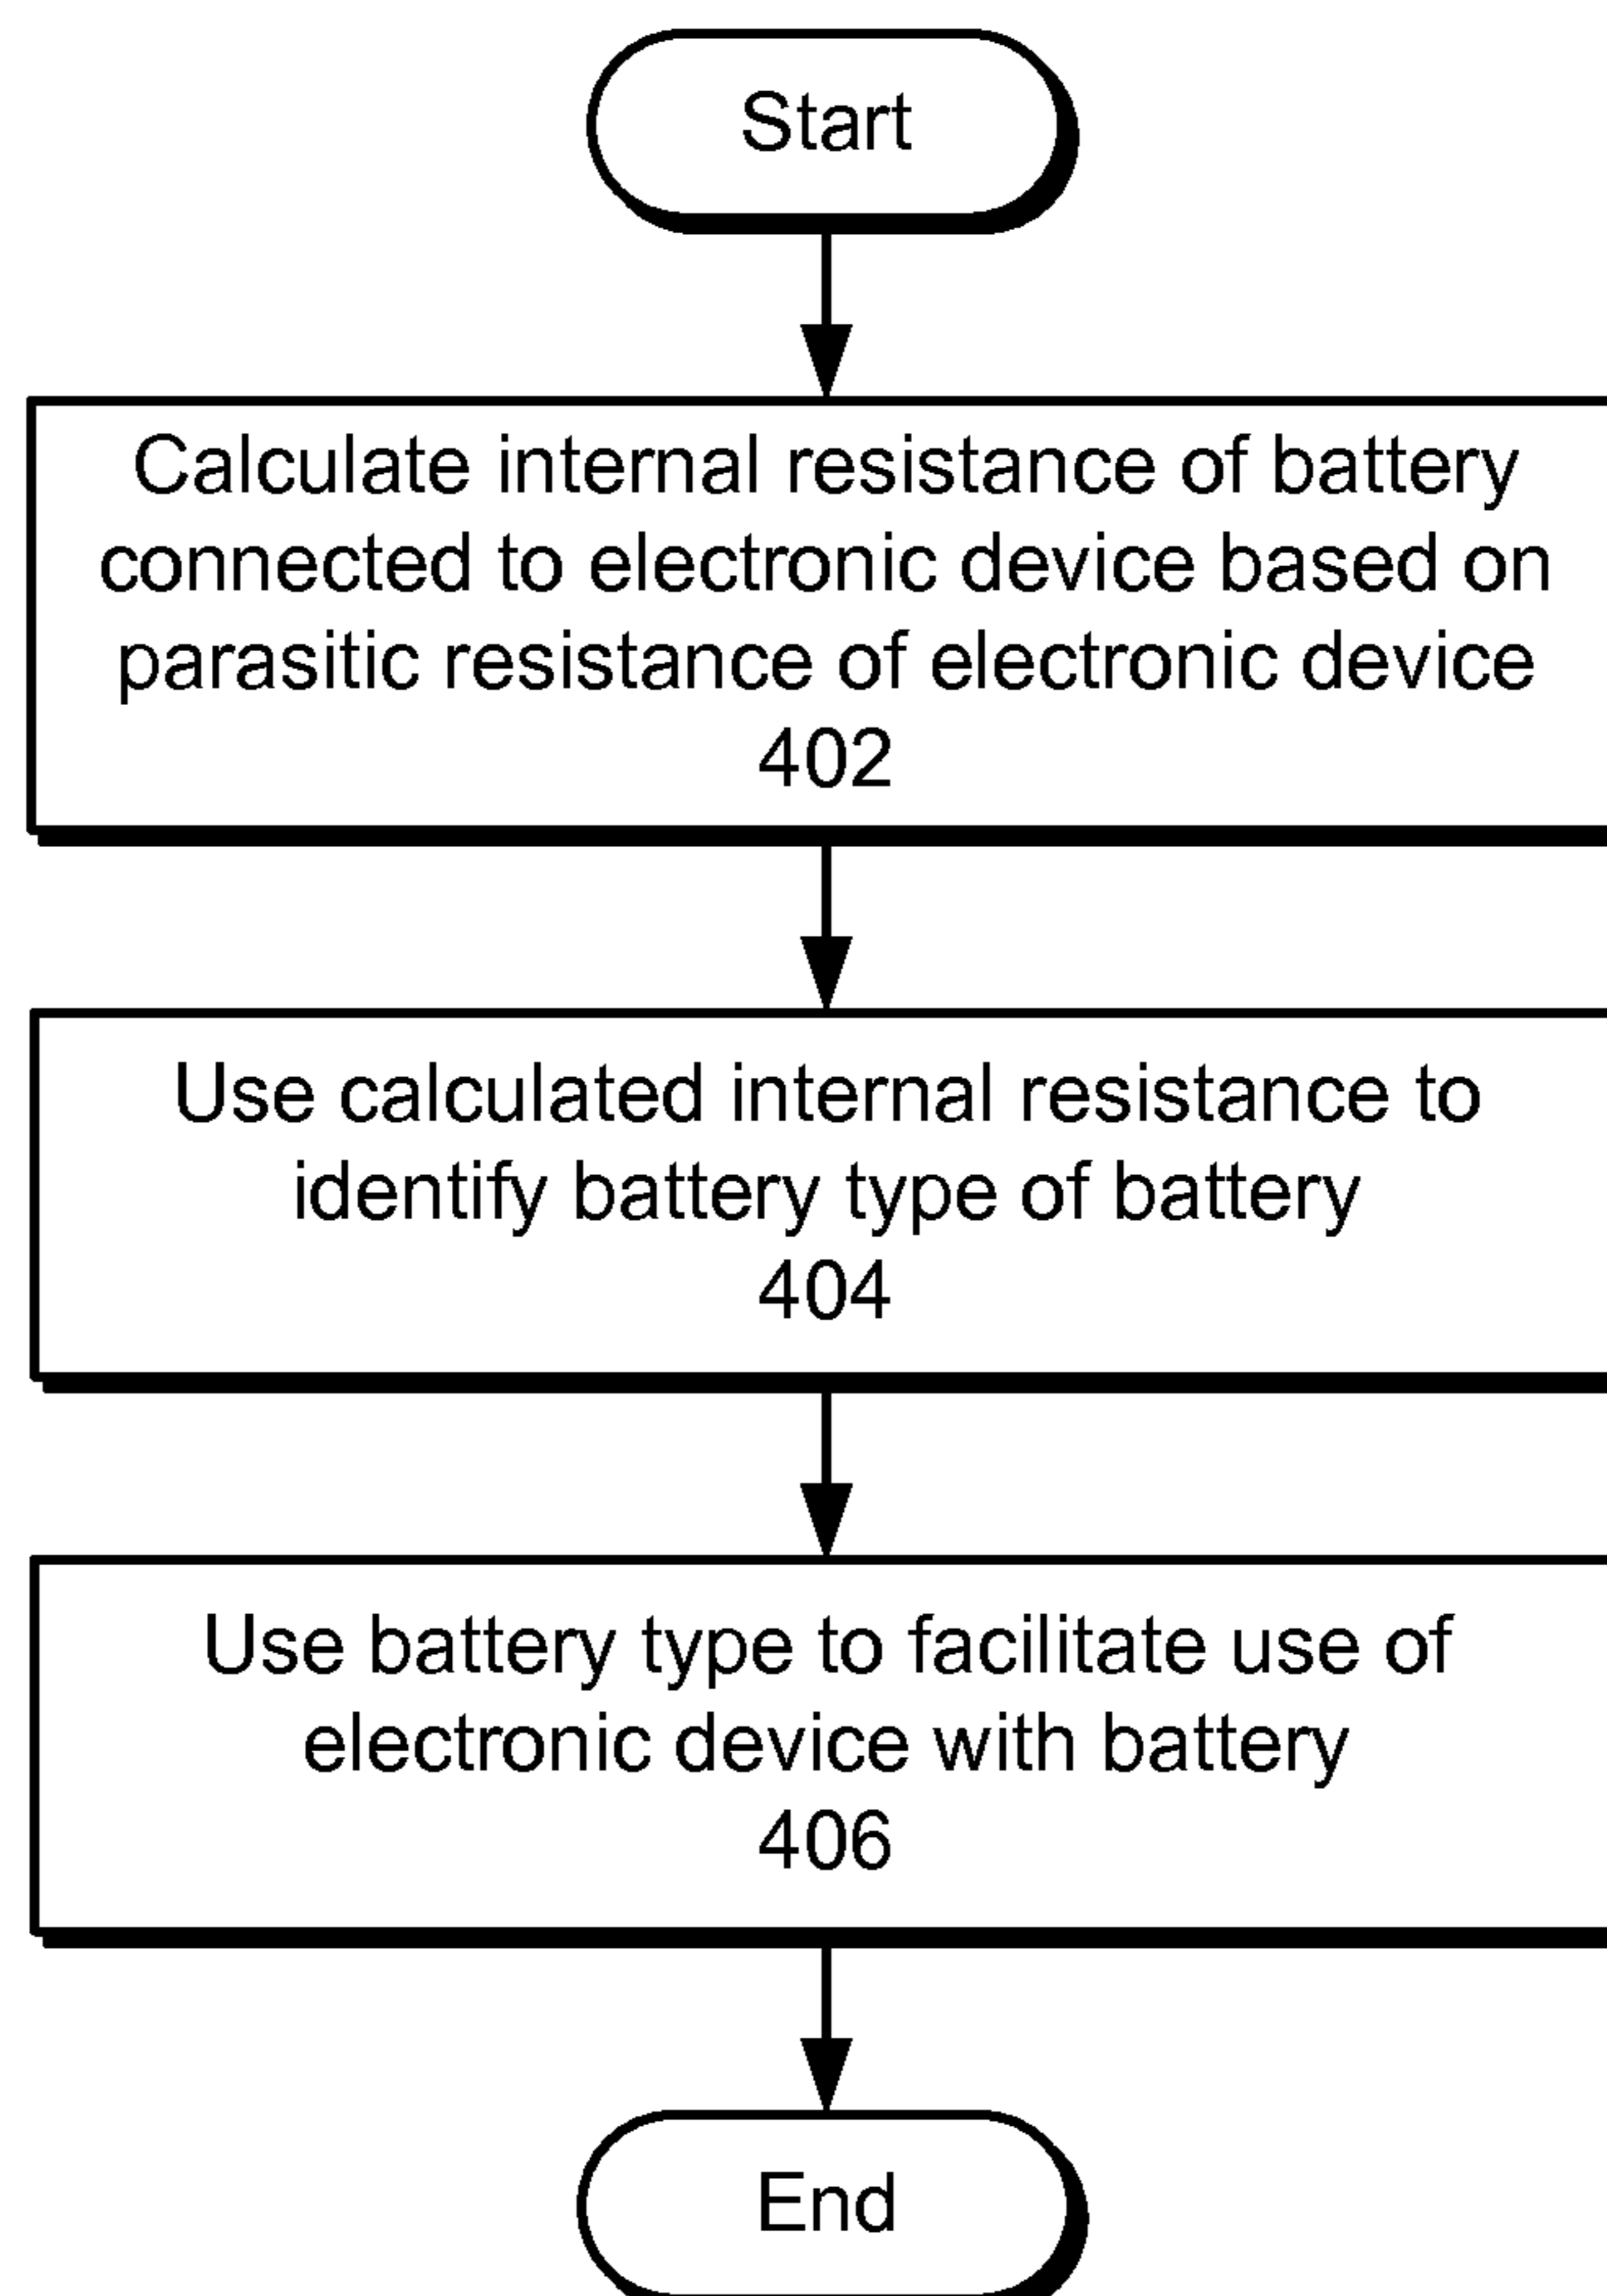 Start
Calculate internal resistance of battery
connected to electronic device based on
parasitic resistance of electronic device
402
Use calculated internal resistance to
identify battery type of battery
404
Use battery type to facilitate use of
electronic device with battery
406
End